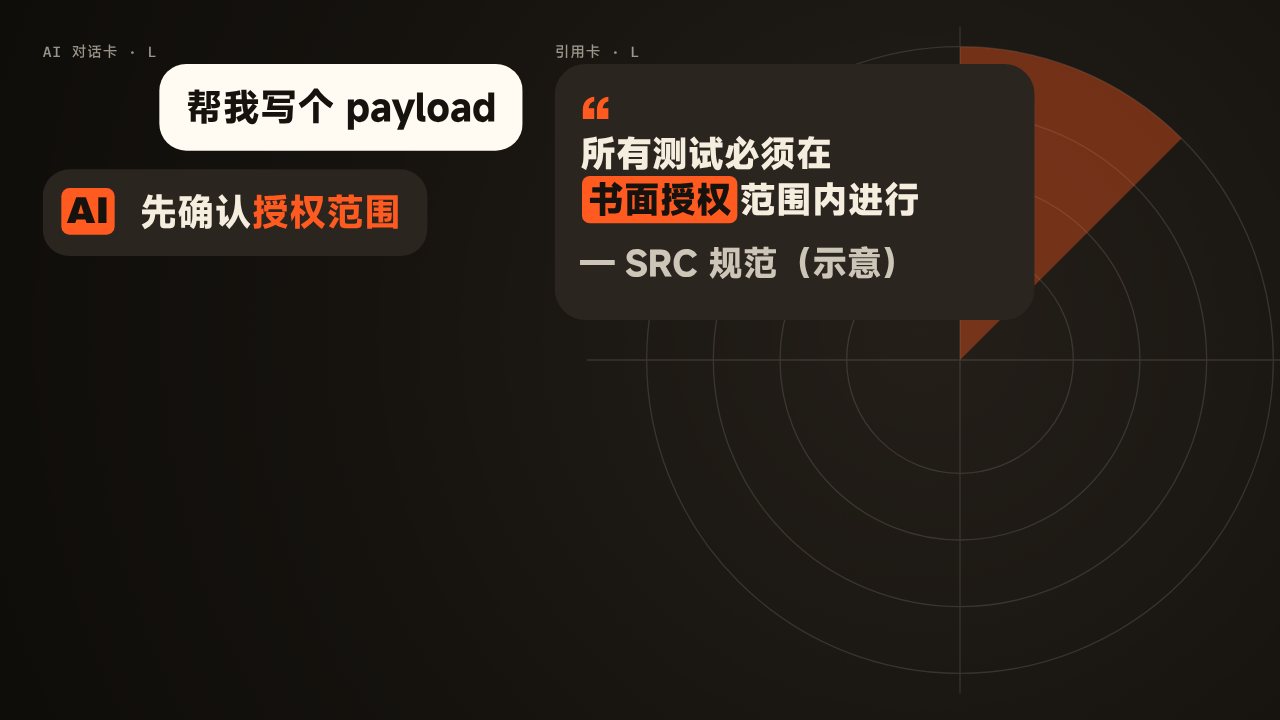 AI 对话卡 · L
帮我写个 payload
AI 先确认授权范围
引用卡 · L
“
所有测试必须在
书面授权范围内进行
— SRC 规范（示意）